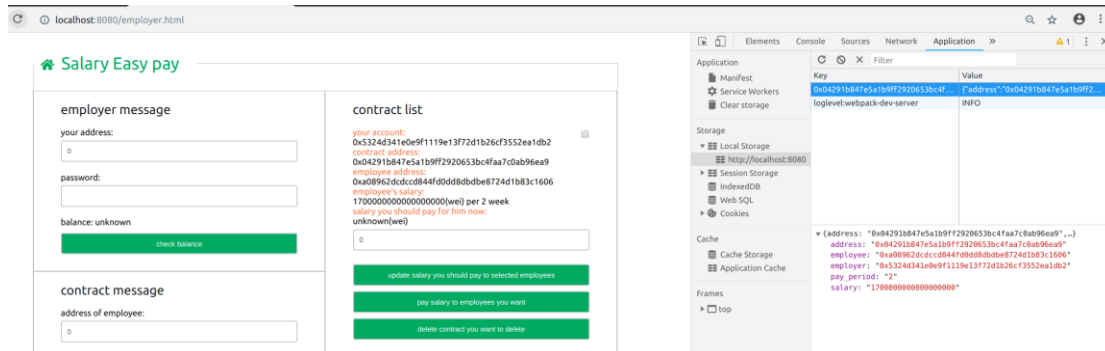 localhost:8080/employer.html
Salary Easy pay
employer message
your address:
0
password:
balance: unknown
check balance
contract message
address of employee:
0
contract list
your account:
0x5324d341e0e9f1119e13f72d1b26cf3552ea1db2
contract address:
0x04291b847e5a1b9ff2920653bc4faa7c0ab96ea9
employee address:
0xa08962dcdccd844fd0dd8dbdbe8724d1b83c1606
employee's salary:
1700000000000000000(wei) per 2 week
salary you should pay for him now:
unknown(wei)
0
update salary you should pay to selected employees
pay salary to employees you want
delete contract you want to delete
Elements Console Sources Network Application » 1
Application
Manifest
Service Workers
Clear storage
Storage
Local Storage
http://localhost:8080
Session Storage
IndexedDB
Web SQL
Cookies
Cache
Cache Storage
Application Cache
Frames
top
Filter
Key Value
0x04291b847e5a1b9ff2920653bc4f... {"address":"0x04291b847e5a1b9ff2...
loglevel:webpack-dev-server INFO
{address: "0x04291b847e5a1b9ff2920653bc4faa7c0ab96ea9",…}
address: "0x04291b847e5a1b9ff2920653bc4faa7c0ab96ea9"
employee: "0xa08962dcdccd844fd0dd8dbdbe8724d1b83c1606"
employer: "0x5324d341e0e9f1119e13f72d1b26cf3552ea1db2"
pay_period: "2"
salary: "1700000000000000000"